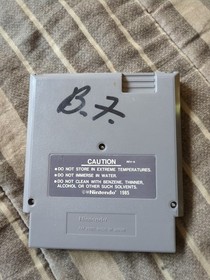 B.F.
CAUTION
REV-A
●DO NOT STORE IN EXTREME TEMPERATURES.
●DO NOT IMMERSE IN WATER.
●DO NOT CLEAN WITH BENZENE, THINNER,
ALCOHOL OR OTHER SUCH SOLVENTS.
©Nintendo 1985